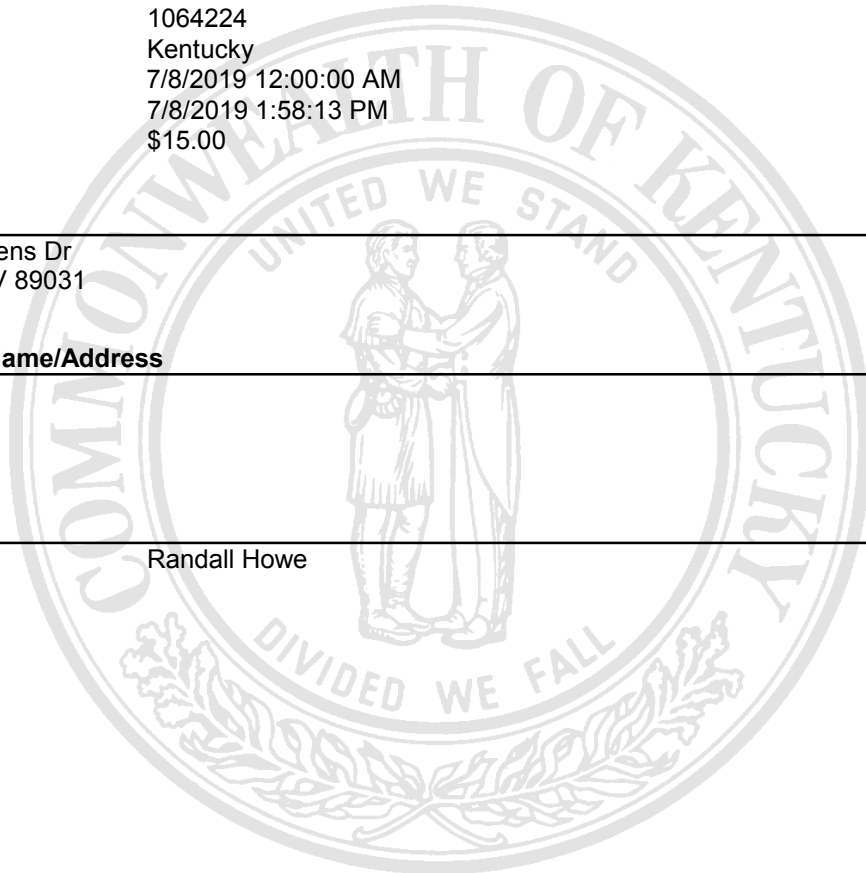 1064224
Kentucky
7/8/2019 12:00:00 AM
7/8/2019 1:58:13 PM
$15.00
COMMONWEALTH OF KENTUCKY
UNITED WE STAND
ens Dr
89031
ame/Address
Randall Howe
DIVIDED WE FALL